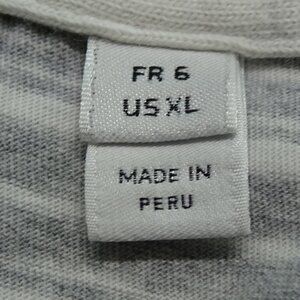 FR 6
US XL
MADE IN
PERU